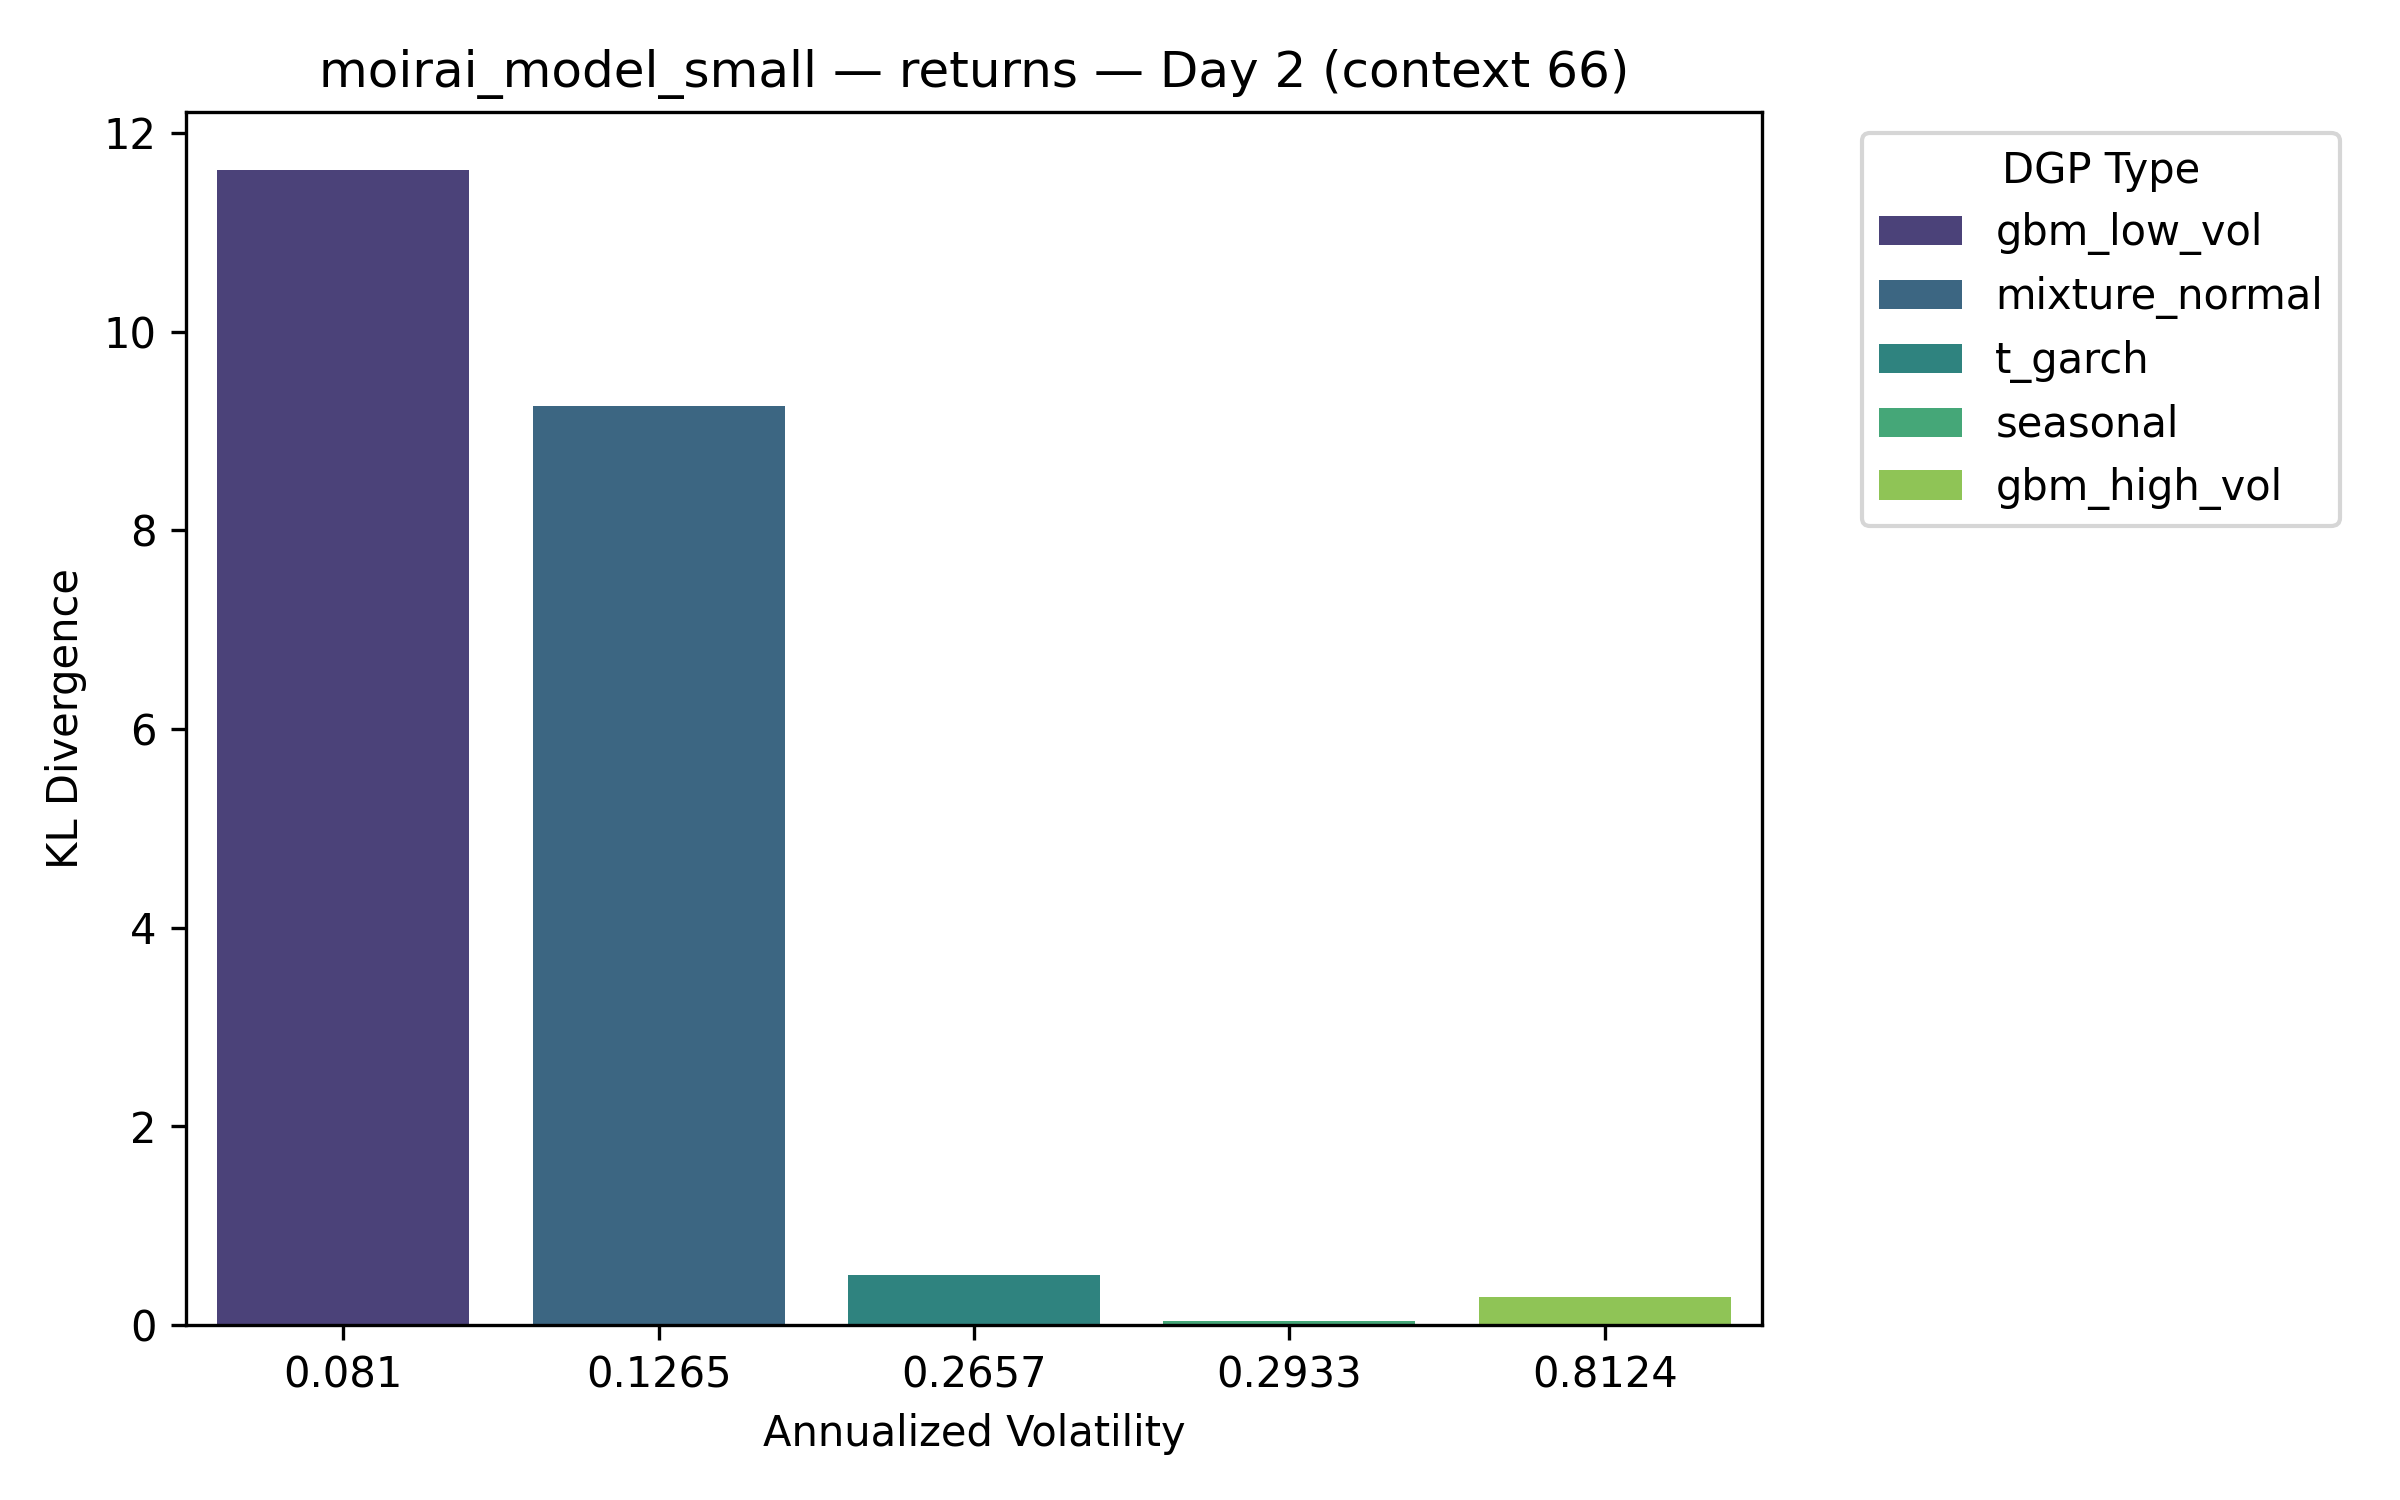 moirai_model_small — returns — Day 2 (context 66)
12
10
8
6
4
2
0
KL Divergence
0.081
0.1265
0.2657
0.2933
0.8124
Annualized Volatility
DGP Type
gbm_low_vol
mixture_normal
t_garch
seasonal
gbm_high_vol